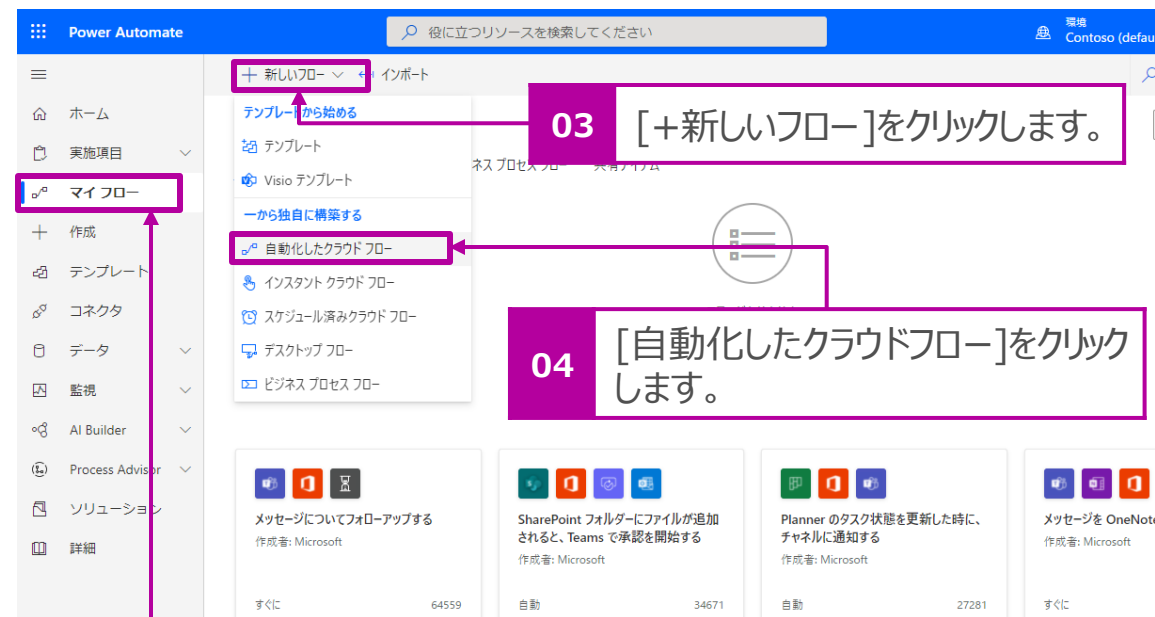 Power Automate
役に立つリソースを検索してください
環境
Contoso (defau
＋ 新しいフロー
インポート
ホーム
実施項目
マイ フロー
作成
テンプレート
コネクタ
データ
監視
AI Builder
Process Advisor
ソリューション
詳細
テンプレートから始める
テンプレート
Visio テンプレート
一から独自に構築する
自動化したクラウド フロー
インスタント クラウド フロー
スケジュール済みクラウド フロー
デスクトップ フロー
ビジネス プロセス フロー
03
[+新しいフロー]をクリックします。
04
[自動化したクラウドフロー]をクリック
します。
メッセージについてフォローアップする
作成者: Microsoft
すぐに
64559
SharePoint フォルダーにファイルが追加
されると、Teams で承認を開始する
作成者: Microsoft
自動
34671
Planner のタスク状態を更新した時に、
チャネルに通知する
作成者: Microsoft
自動
27281
メッセージを OneNote
作成者: Microsoft
すぐに